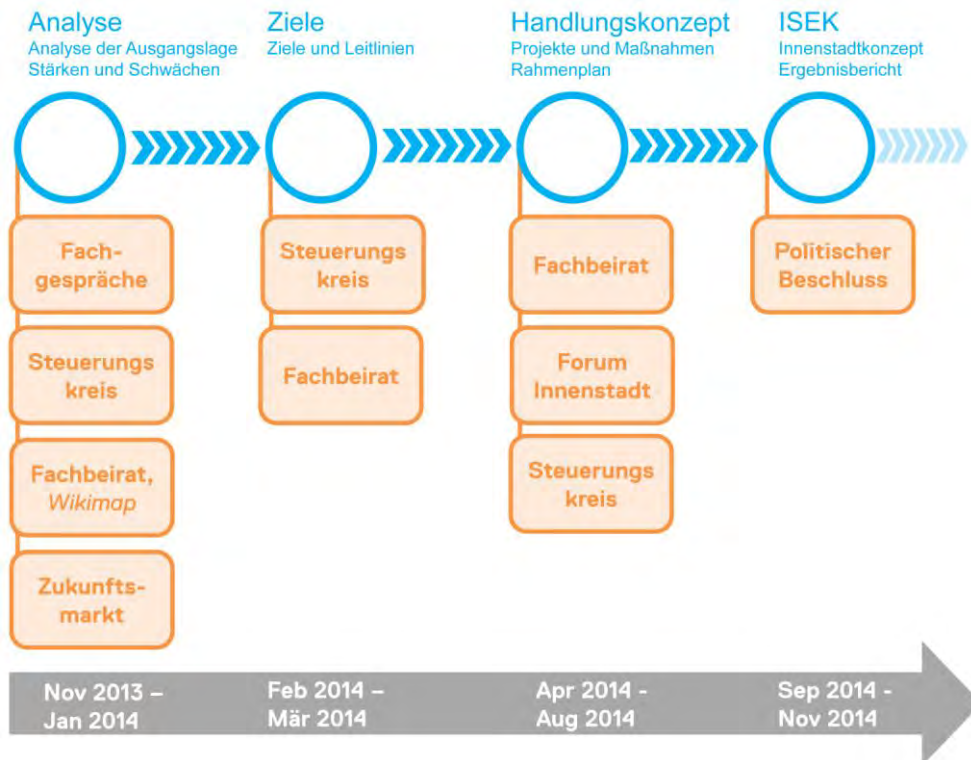 Analyse
Analyse der Ausgangslage
Stärken und Schwächen
Ziele
Ziele und Leitlinien
Handlungskonzept
Projekte und Maßnahmen
Rahmenplan
ISEK
Innenstadtkonzept
Ergebnisbericht
Fach-
gespräche
Steuerungs
kreis
Fachbeirat,
Wikimap
Zukunfts-
markt
Steuerungs
kreis
Fachbeirat
Fachbeirat
Forum
Innenstadt
Steuerungs
kreis
Politischer
Beschluss
Nov 2013 –
Jan 2014
Feb 2014 –
Mär 2014
Apr 2014 -
Aug 2014
Sep 2014 -
Nov 2014